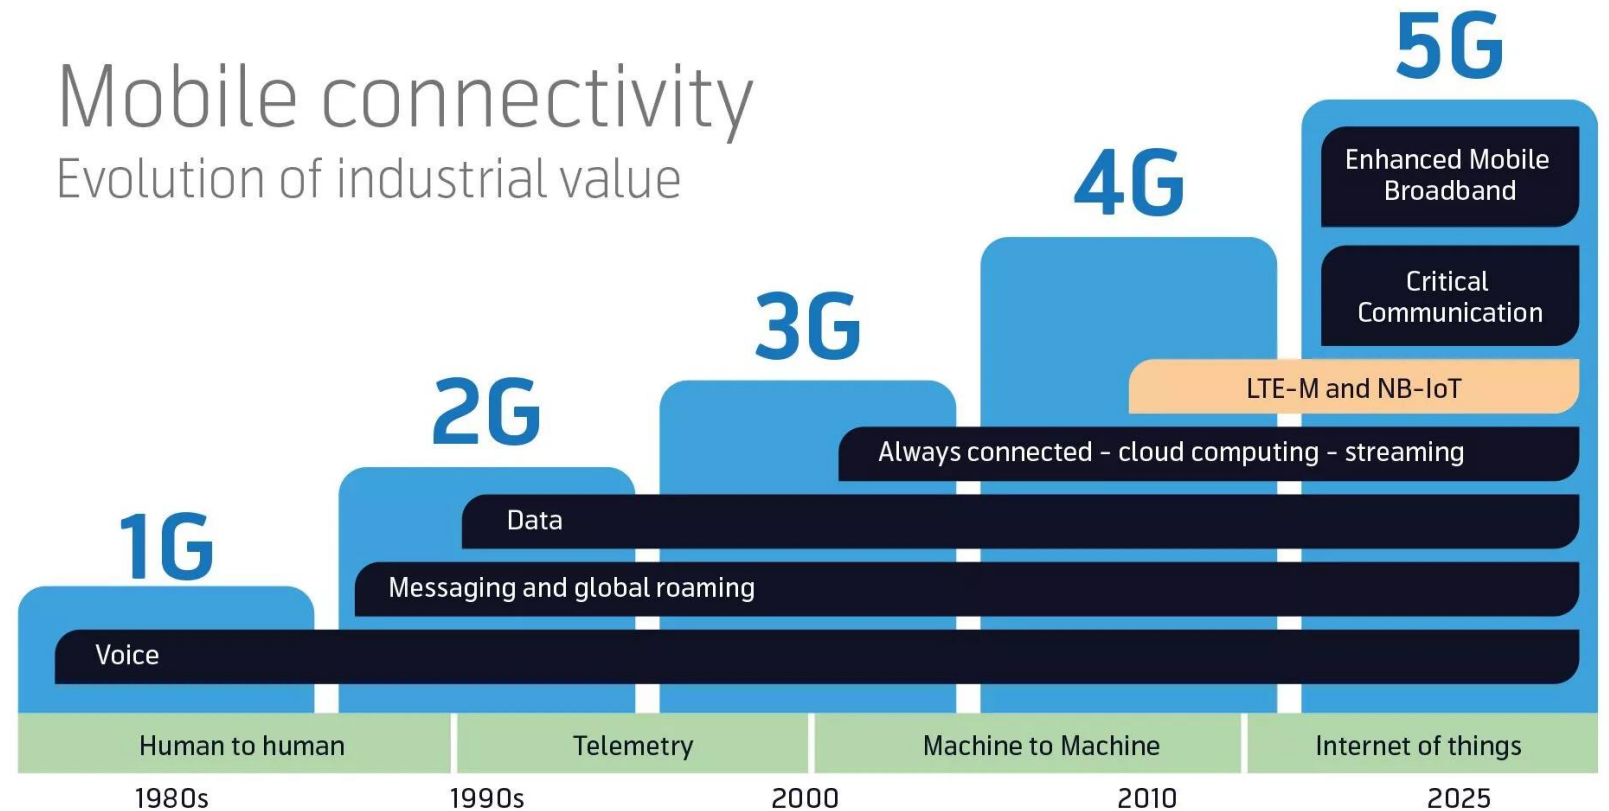 Mobile connectivity
Evolution of industrial value
5G
Enhanced Mobile
Broadband
4G
Critical
Communication
3G
LTE-M and NB-IoT
2G
Always connected - cloud computing - streaming
Data
1G
Messaging and global roaming
Voice
Human to human
Telemetry
Machine to Machine
Internet of things
1980s
1990s
2000
2010
2025